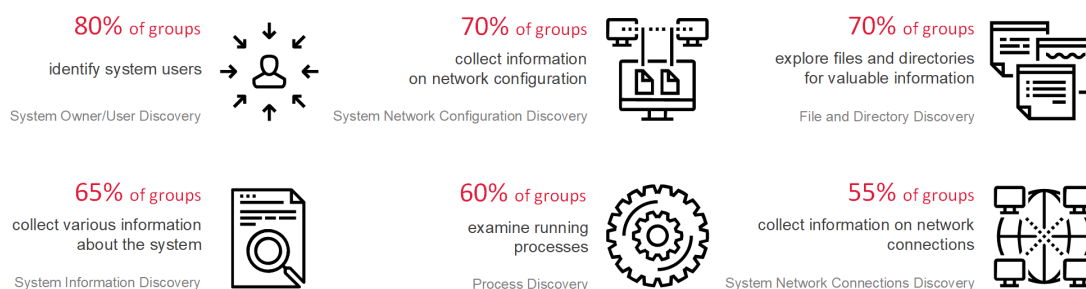 80% of groups
identify system users
System Owner/User Discovery
70% of groups
collect information
on network configuration
System Network Configuration Discovery
70% of groups
explore files and directories
for valuable information
File and Directory Discovery
65% of groups
collect various information
about the system
System Information Discovery
60% of groups
examine running
processes
Process Discovery
55% of groups
collect information on network
connections
System Network Connections Discovery